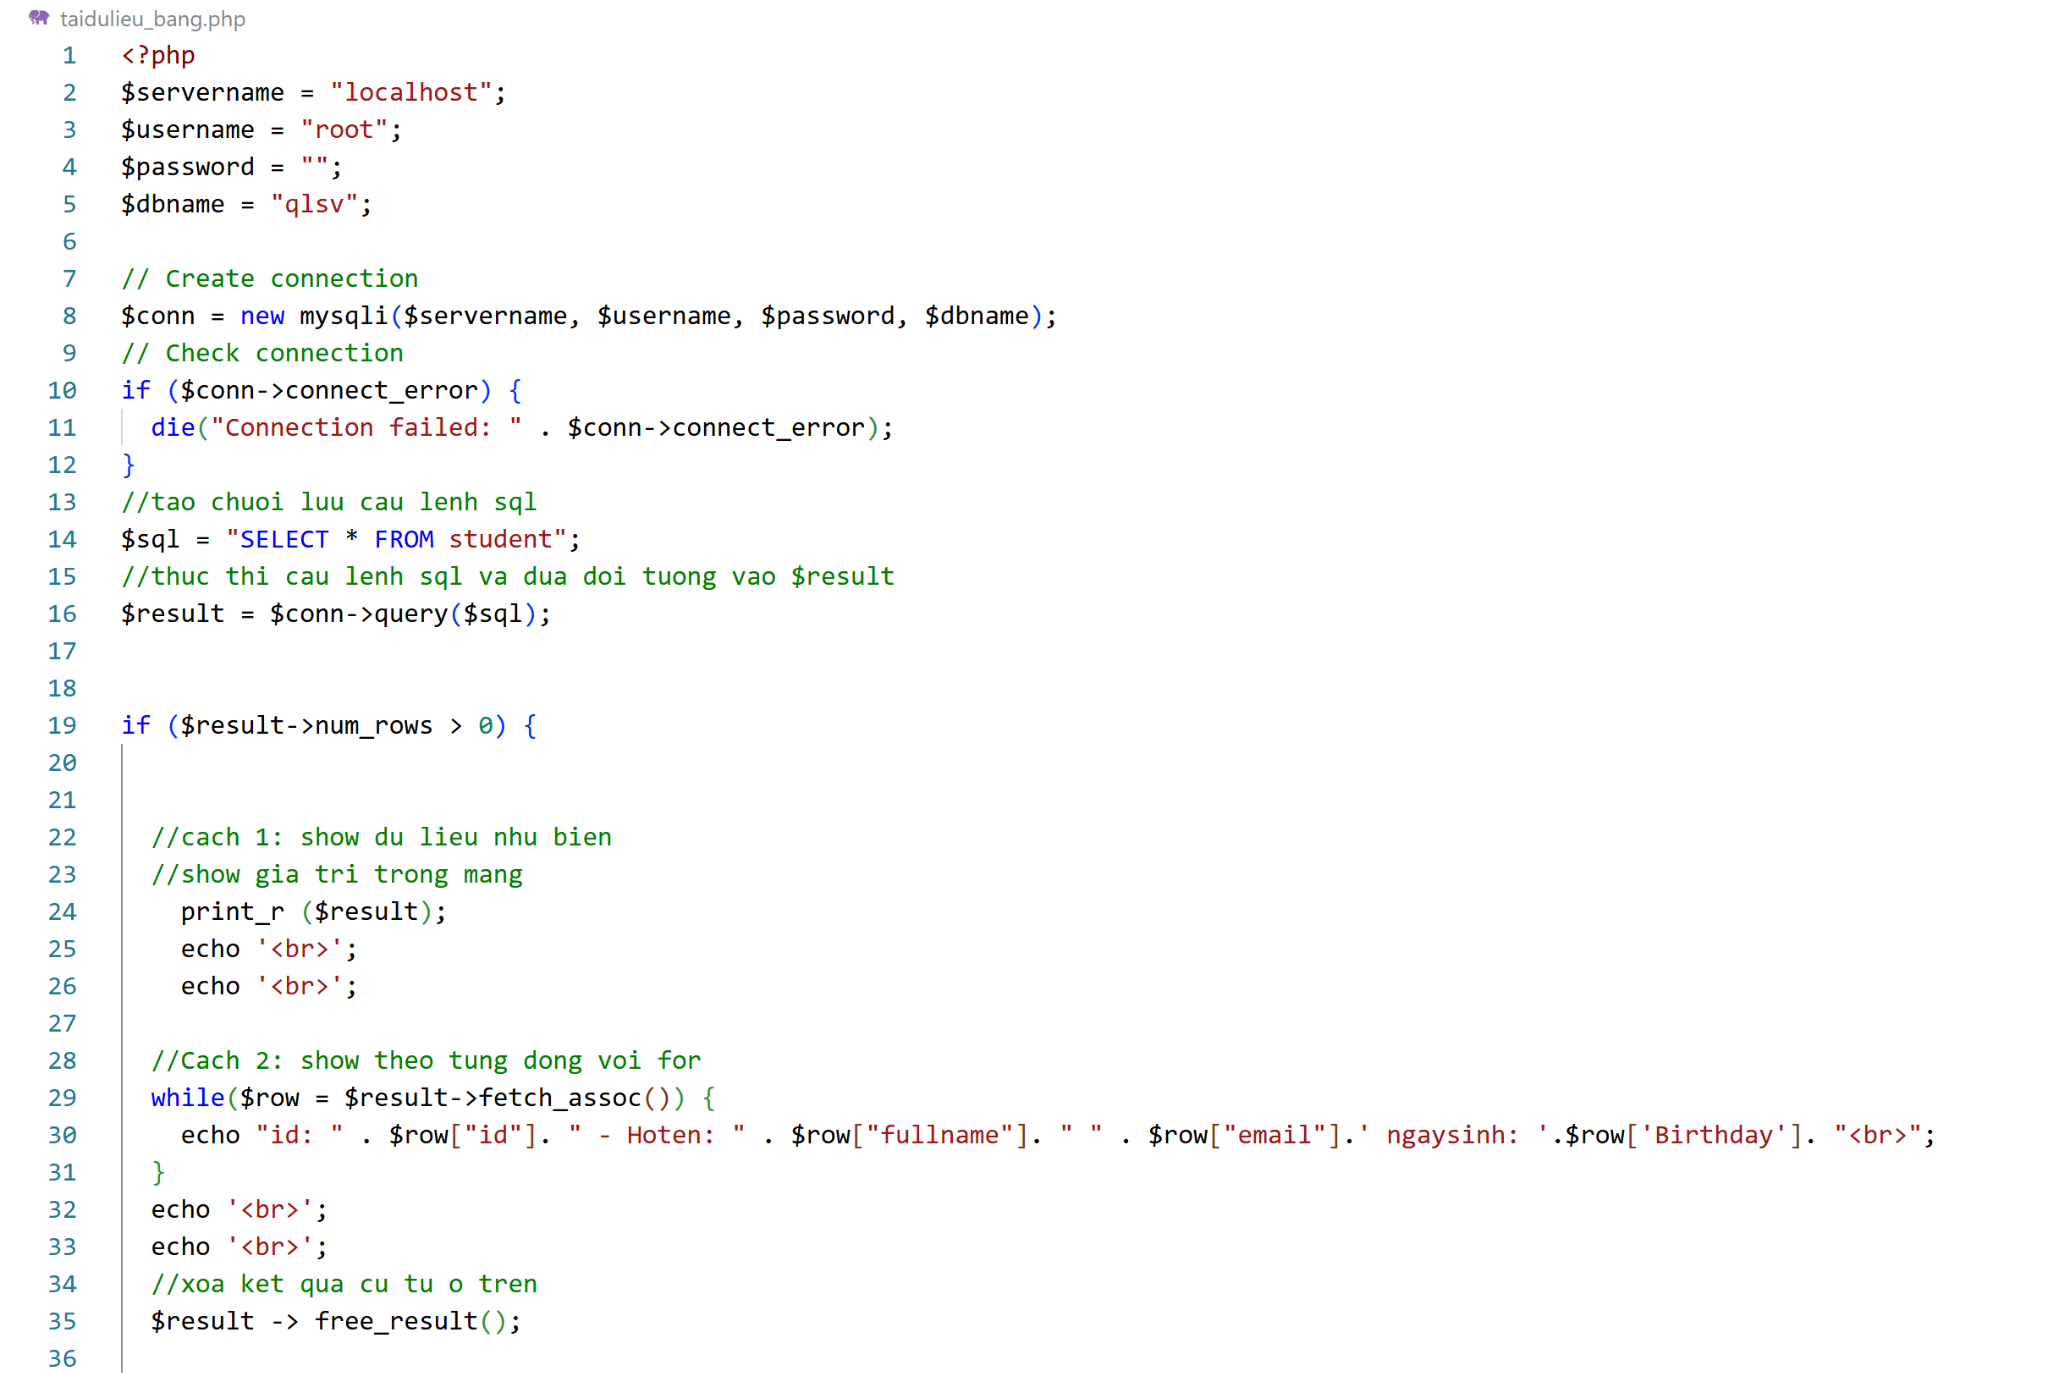 taidulieu_bang.php
1 <?php
2 $servername = "localhost";
3 $username = "root";
4 $password = "";
5 $dbname = "qlsv";
6
7 // Create connection
8 $conn = new mysqli($servername, $username, $password, $dbname);
9 // Check connection
10 if ($conn->connect_error) {
11   die("Connection failed: " . $conn->connect_error);
12 }
13 //tao chuoi luu cau lenh sql
14 $sql = "SELECT * FROM student";
15 //thuc thi cau lenh sql va dua doi tuong vao $result
16 $result = $conn->query($sql);
17
18
19 if ($result->num_rows > 0) {
20
21
22   //cach 1: show du lieu nhu bien
23   //show gia tri trong mang
24     print_r ($result);
25     echo '<br>';
26     echo '<br>';
27
28   //Cach 2: show theo tung dong voi for
29   while($row = $result->fetch_assoc()) {
30     echo "id: " . $row["id"]. " - Hoten: " . $row["fullname"]. " " . $row["email"].' ngaysinh: '.$row['Birthday']. "<br>";
31   }
32   echo '<br>';
33   echo '<br>';
34   //xoa ket qua cu tu o tren
35   $result -> free_result();
36